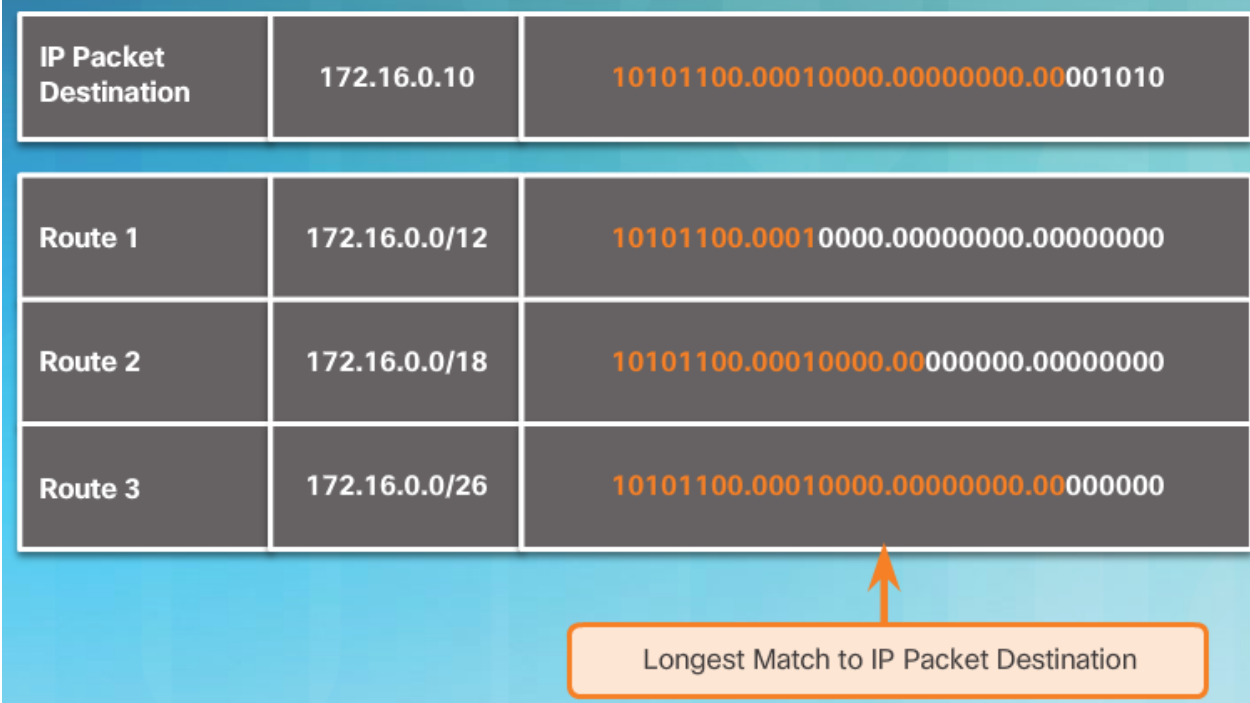 IP Packet
Destination
172.16.0.10
10101100.00010000.00000000.00001010
Route 1
172.16.0.0/12
10101100.00010000.00000000.00000000
Route 2
172.16.0.0/18
10101100.00010000.00000000.00000000
Route 3
172.16.0.0/26
10101100.00010000.00000000.00000000
Longest Match to IP Packet Destination